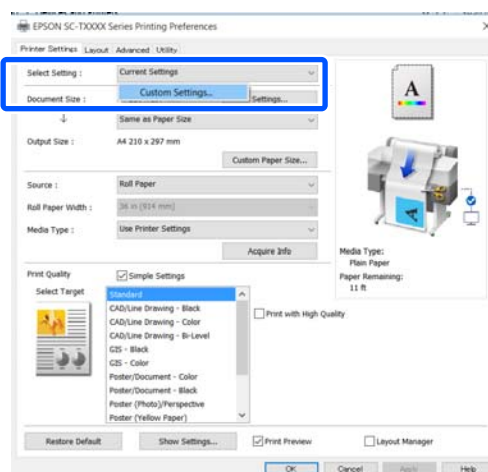 EPSON SC-TXXXX Series Printing Preferences
Printer Settings Layout Advanced Utility
Select Setting : Current Settings
Custom Settings...
Document Size : Settings...
Same as Paper Size
Output Size : A4 210 x 297 mm
Custom Paper Size...
Source : Roll Paper
Roll Paper Width : 36 in (914 mm)
Media Type : Use Printer Settings
Acquire Info
Media Type:
Plain Paper
Paper Remaining:
11 ft
Print Quality Simple Settings
Select Target
Standard
CAD/Line Drawing - Black
CAD/Line Drawing - Color
CAD/Line Drawing - Bi-Level
GIS - Black
GIS - Color
Poster/Document - Color
Poster/Document - Black
Poster (Photo)/Perspective
Poster (Yellow Paper)
Print with High Quality
Restore Default Show Settings... Print Preview Layout Manager
OK Cancel Apply Help
A